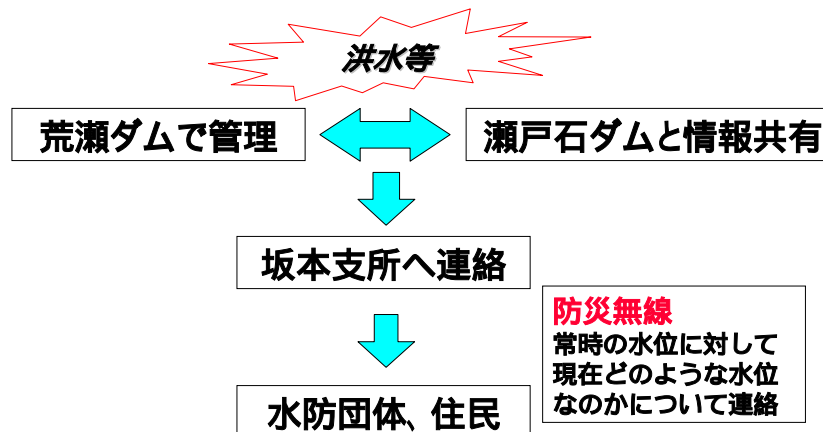 洪水等
荒瀬ダムで管理
瀬戸石ダムと情報共有
坂本支所へ連絡
防災無線
常時の水位に対して
現在どのような水位
なのかについて連絡
水防団体、住民